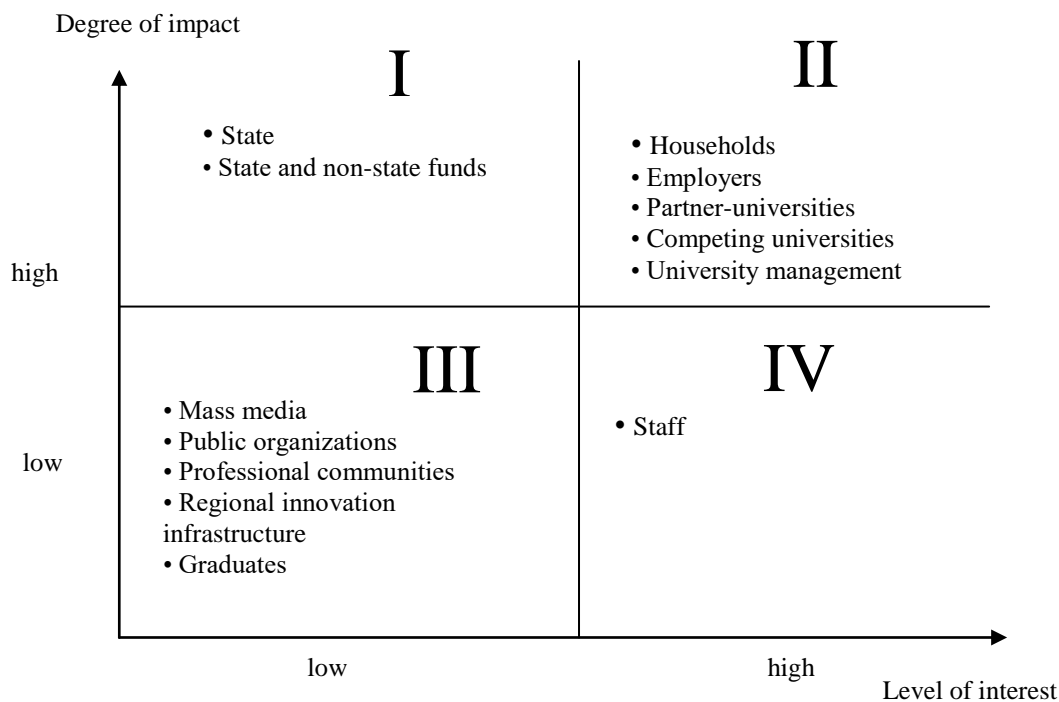 Degree of impact
I
• State
• State and non-state funds
II
• Households
• Employers
• Partner-universities
• Competing universities
• University management
high
III
• Mass media
• Public organizations
• Professional communities
• Regional innovation
infrastructure
• Graduates
IV
• Staff
low
low
high
Level of interest